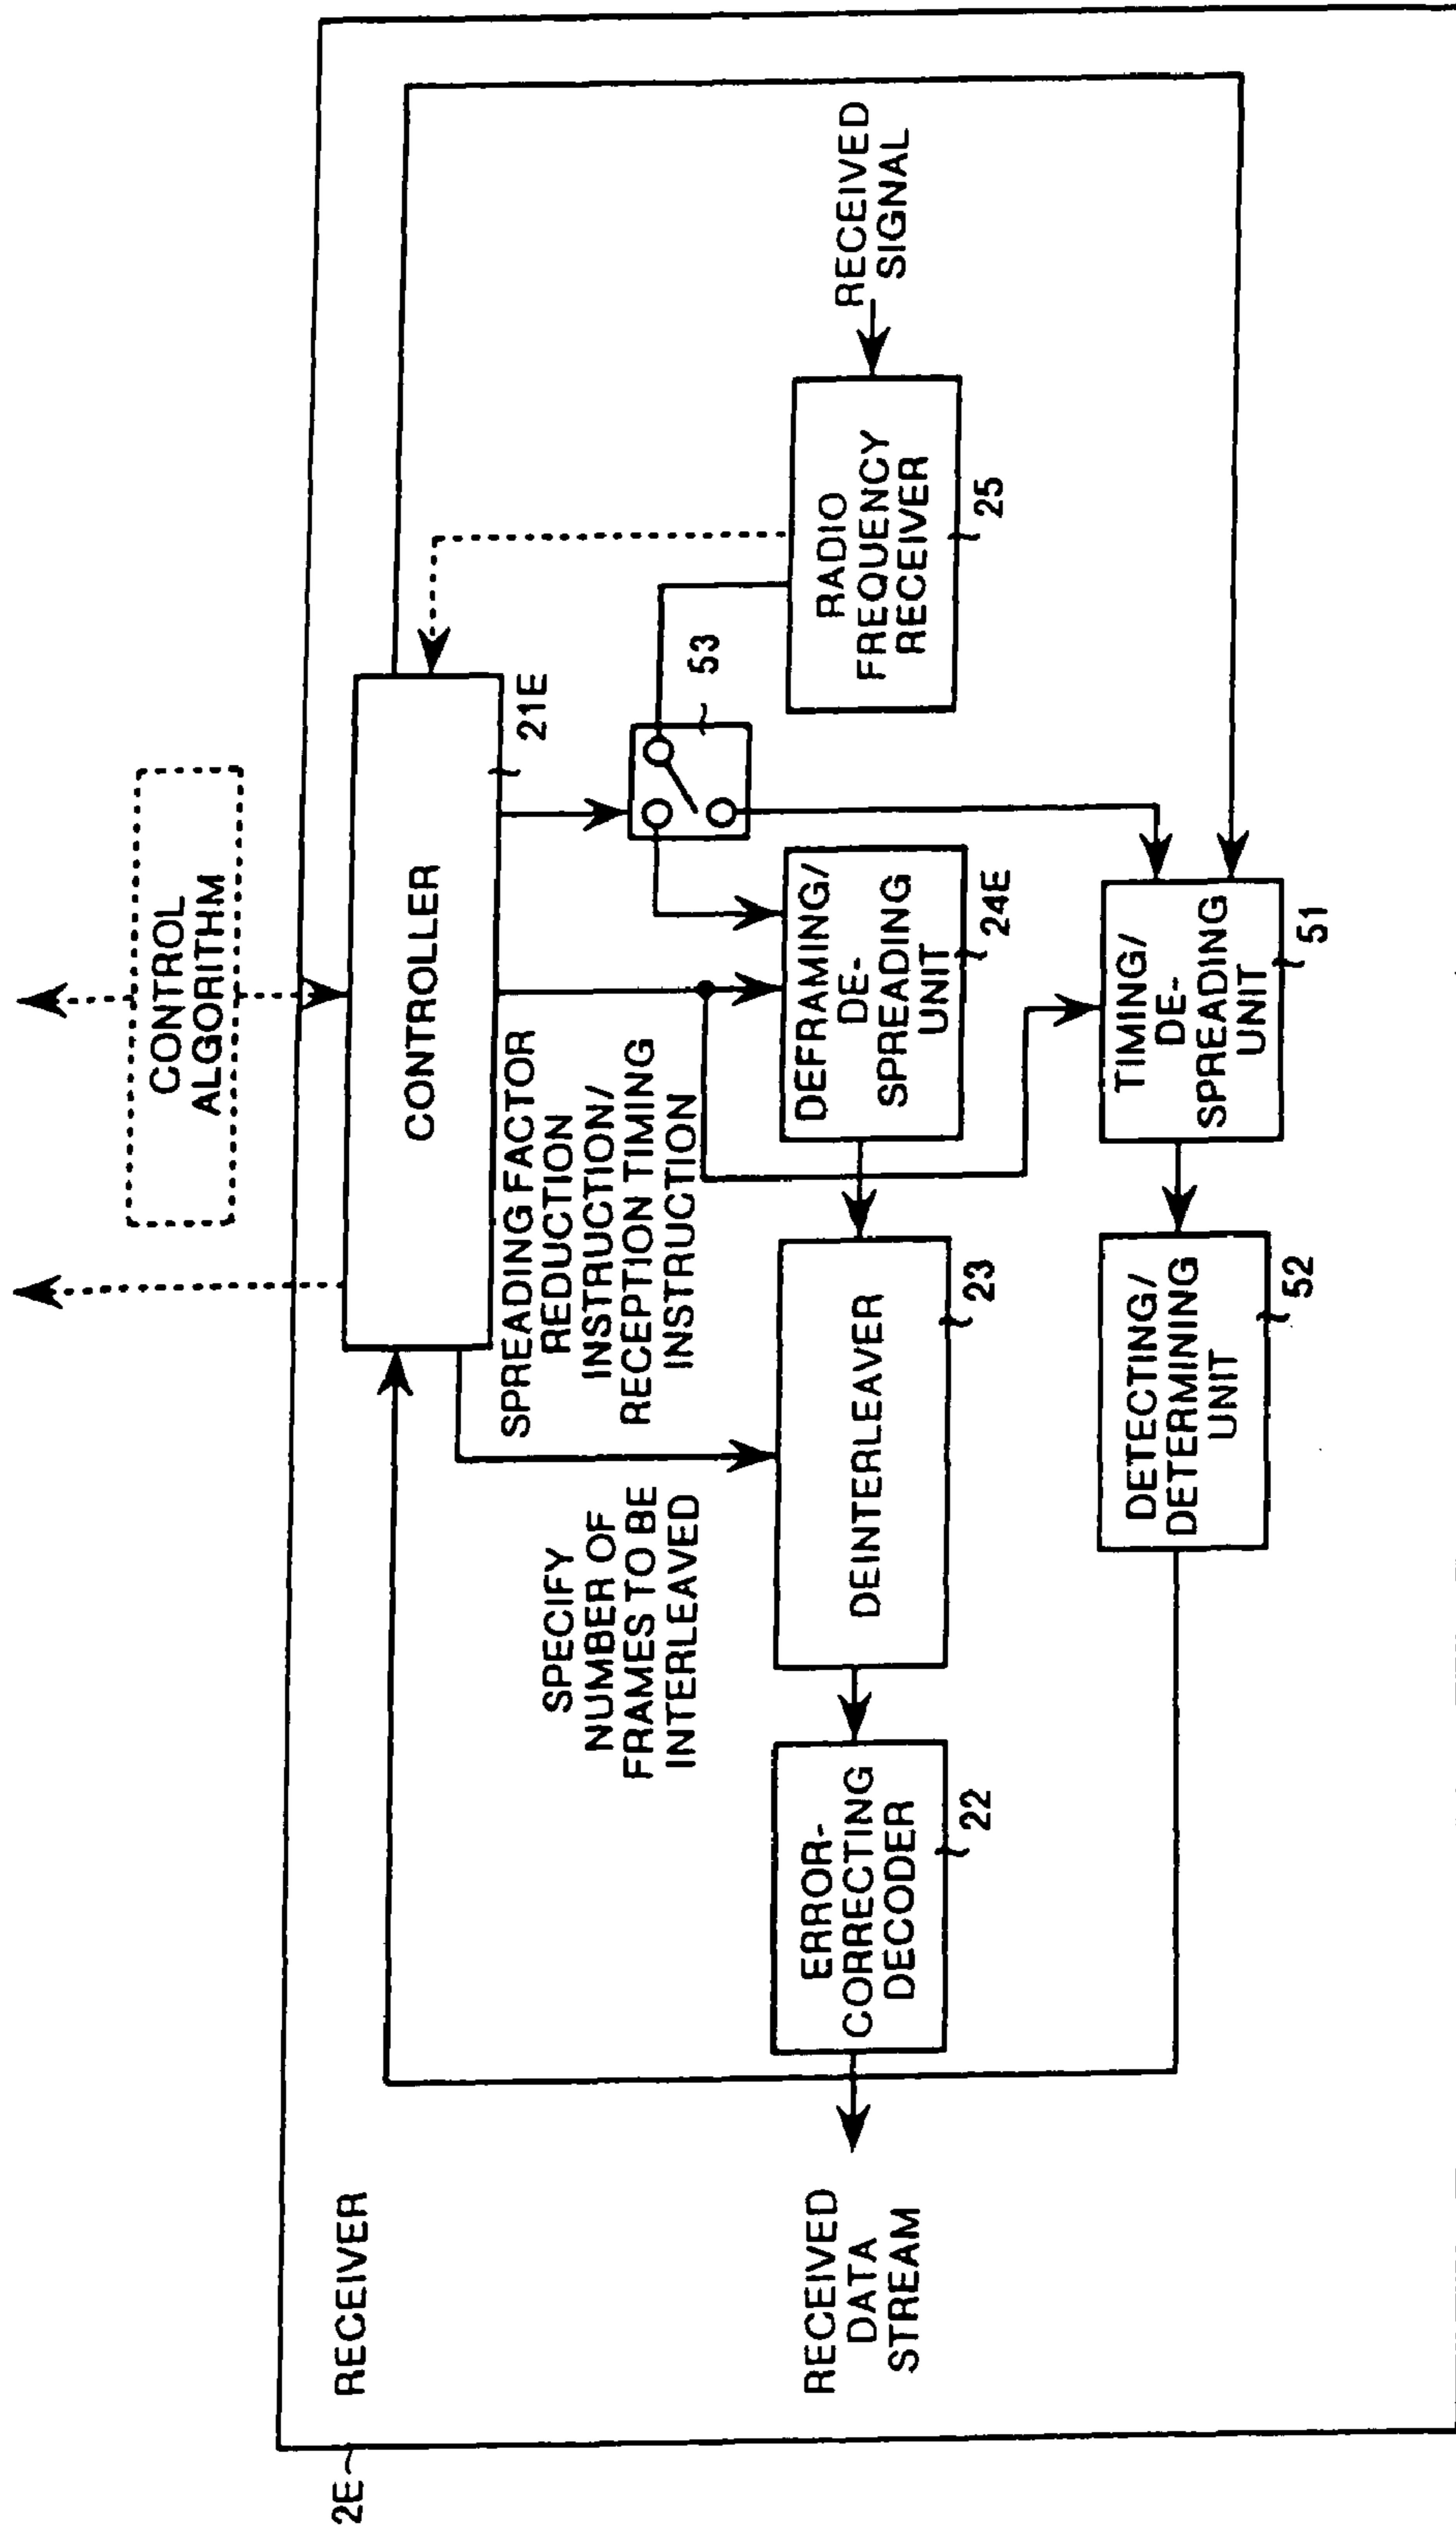 CONTROL
ALGORITHM
2E
RECEIVER
CONTROLLER
21E
SPREADING FACTOR
REDUCTION
INSTRUCTION/
RECEPTION TIMING
INSTRUCTION
SPECIFY
NUMBER OF
FRAMES TO BE
INTERLEAVED
53
RECEIVED
DATA
STREAM
ERROR-
CORRECTING
DECODER
22
DEINTERLEAVER
23
DEFRAMING/
DE-
SPREADING
UNIT
24E
RADIO
FREQUENCY
RECEIVER
25
RECEIVED
SIGNAL
DETECTING/
DETERMINING
UNIT
52
TIMING/
DE-
SPREADING
UNIT
51